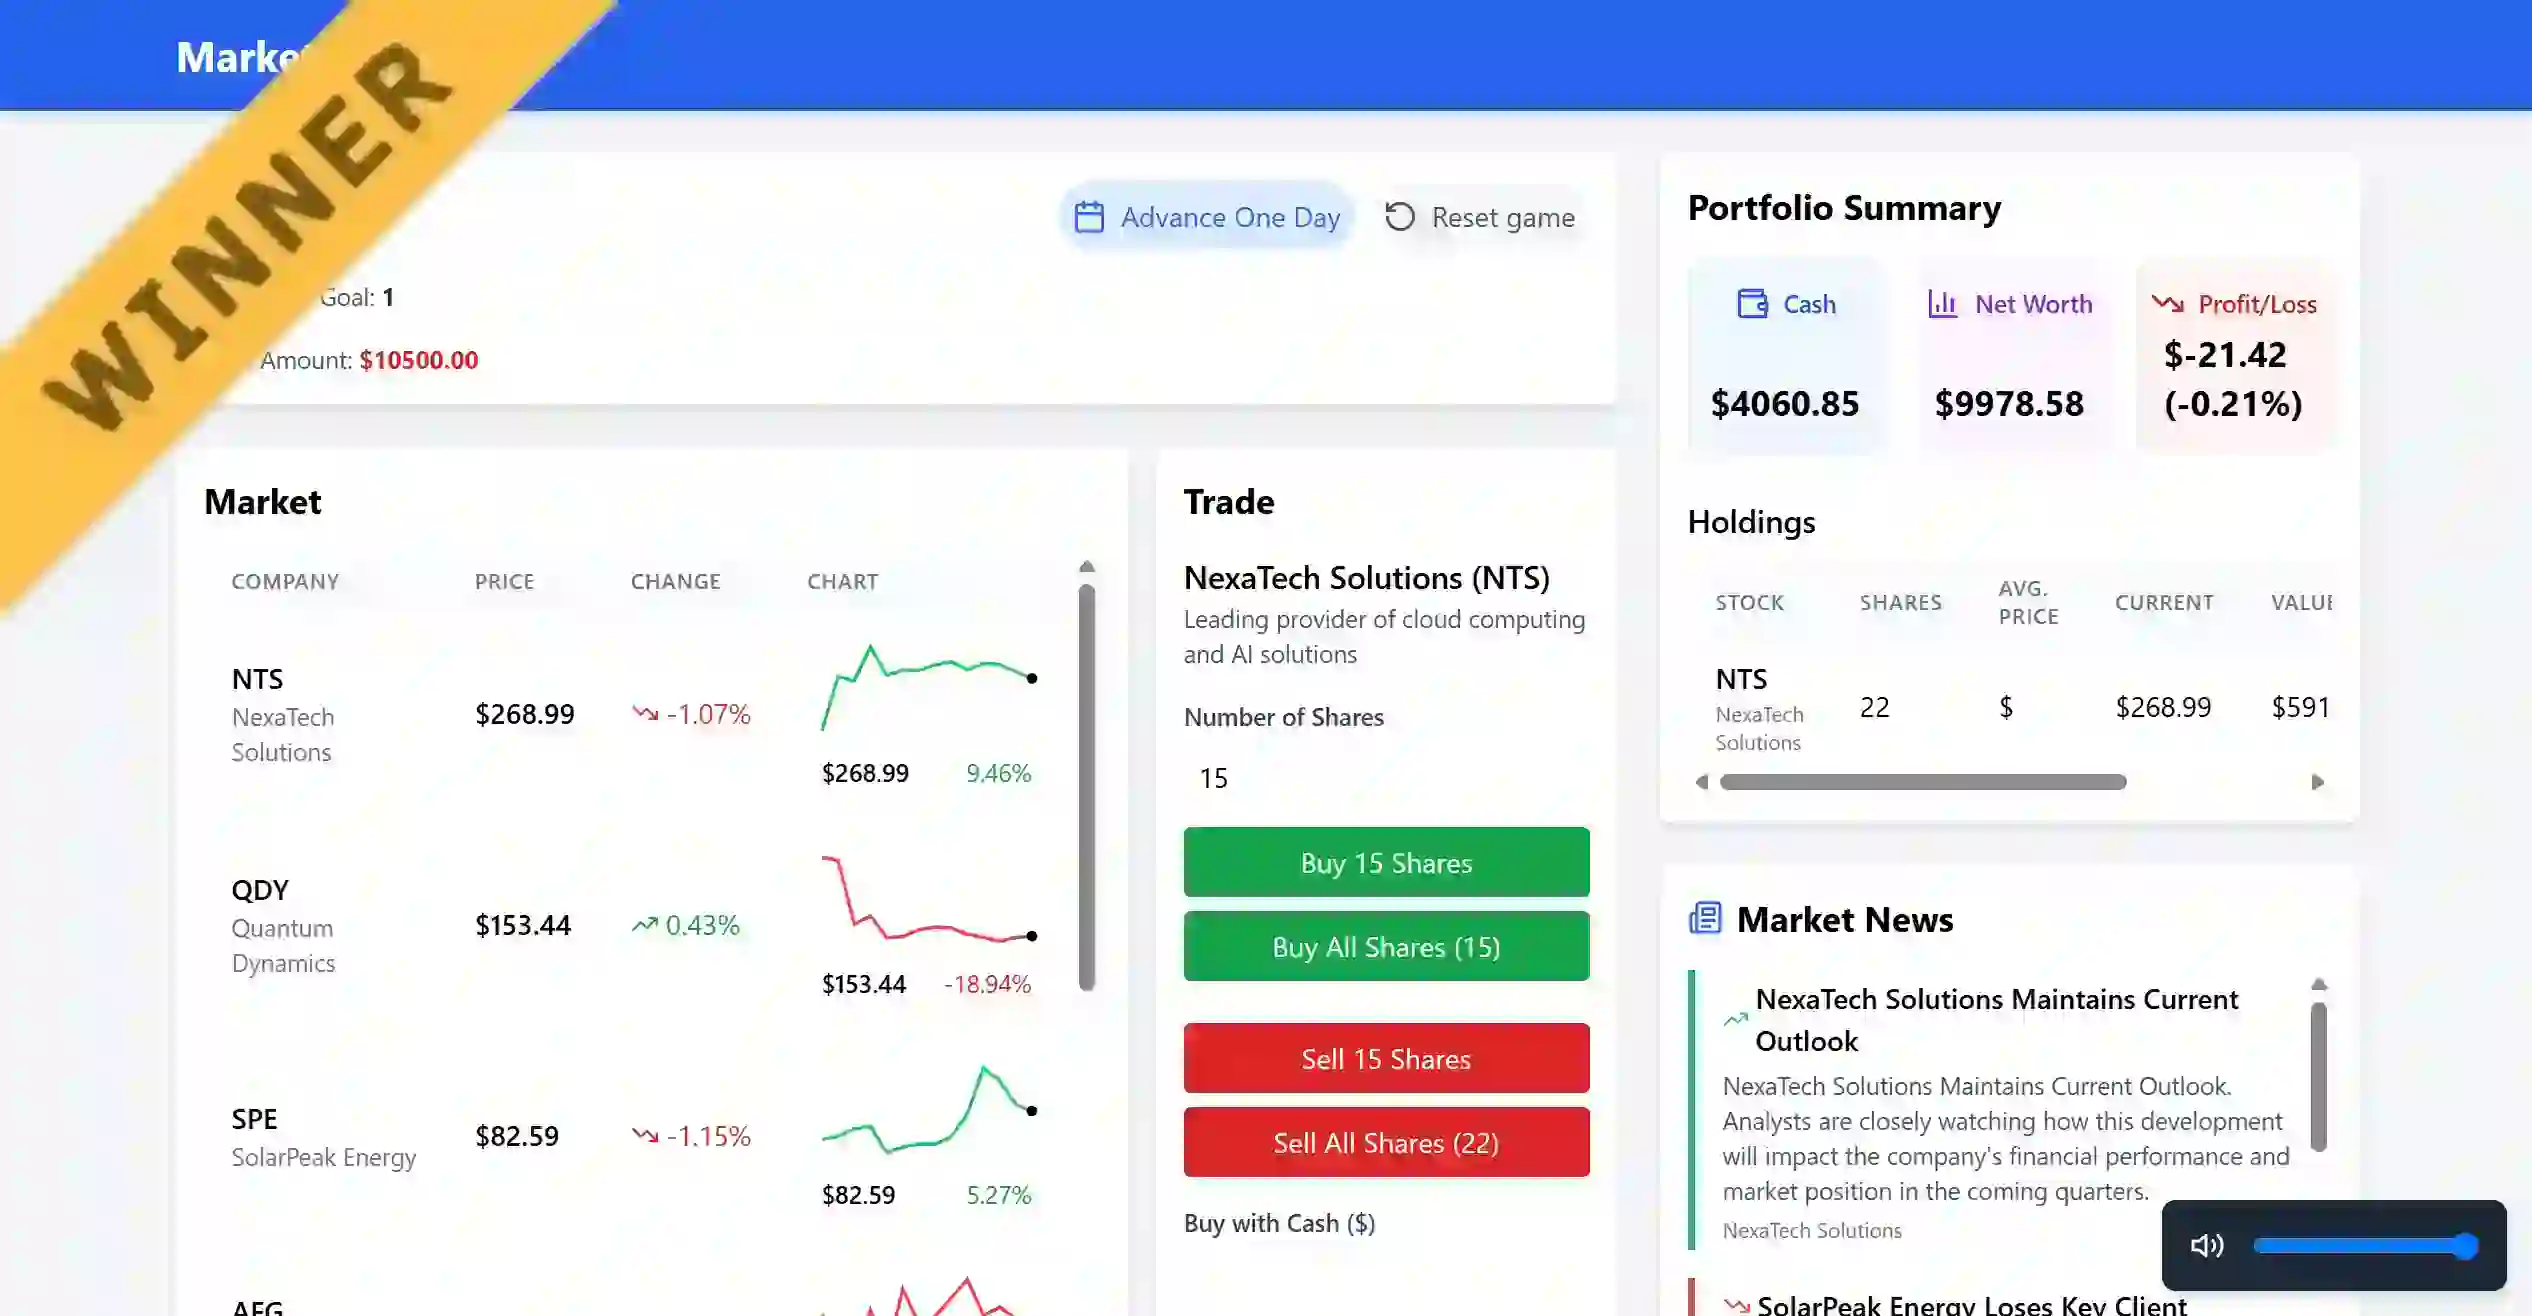 WINNER
Advance One Day
Reset game
Goal: 1
Amount: $10500.00
Market
COMPANY PRICE CHANGE CHART
NTS
NexaTech
Solutions
$268.99
-1.07%
$268.99 9.46%
QDY
Quantum
Dynamics
$153.44
0.43%
$153.44 -18.94%
SPE
SolarPeak Energy
$82.59
-1.15%
$82.59 5.27%
Trade
NexaTech Solutions (NTS)
Leading provider of cloud computing
and AI solutions
Number of Shares
15
Buy 15 Shares
Buy All Shares (15)
Sell 15 Shares
Sell All Shares (22)
Buy with Cash ($)
Portfolio Summary
Cash
$4060.85
Net Worth
$9978.58
Profit/Loss
$-21.42
(-0.21%)
Holdings
STOCK SHARES AVG. PRICE CURRENT VALUE
NTS
NexaTech
Solutions
22 $ $268.99 $591
Market News
NexaTech Solutions Maintains Current
Outlook
NexaTech Solutions Maintains Current Outlook.
Analysts are closely watching how this development
will impact the company's financial performance and
market position in the coming quarters.
NexaTech Solutions
SolarPeak Energy Loses Key Client